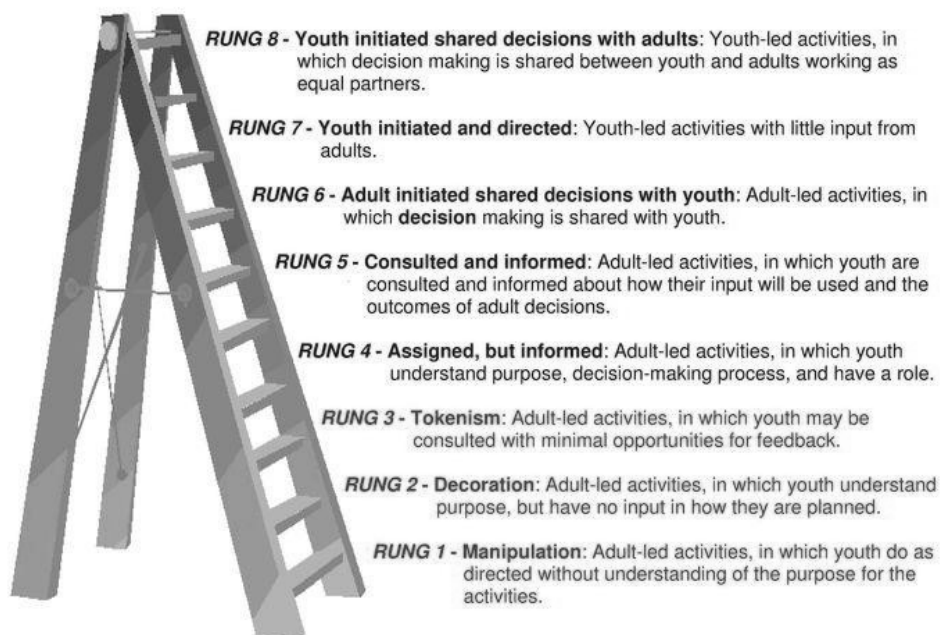 RUNG 8 - Youth initiated shared decisions with adults: Youth-led activities, in
which decision making is shared between youth and adults working as
equal partners.
RUNG 7 - Youth initiated and directed: Youth-led activities with little input from
adults.
RUNG 6 - Adult initiated shared decisions with youth: Adult-led activities, in
which decision making is shared with youth.
RUNG 5 - Consulted and informed: Adult-led activities, in which youth are
consulted and informed about how their input will be used and the
outcomes of adult decisions.
RUNG 4 - Assigned, but informed: Adult-led activities, in which youth
understand purpose, decision-making process, and have a role.
RUNG 3 - Tokenism: Adult-led activities, in which youth may be
consulted with minimal opportunities for feedback.
RUNG 2 - Decoration: Adult-led activities, in which youth understand
purpose, but have no input in how they are planned.
RUNG 1 - Manipulation: Adult-led activities, in which youth do as
directed without understanding of the purpose for the
activities.